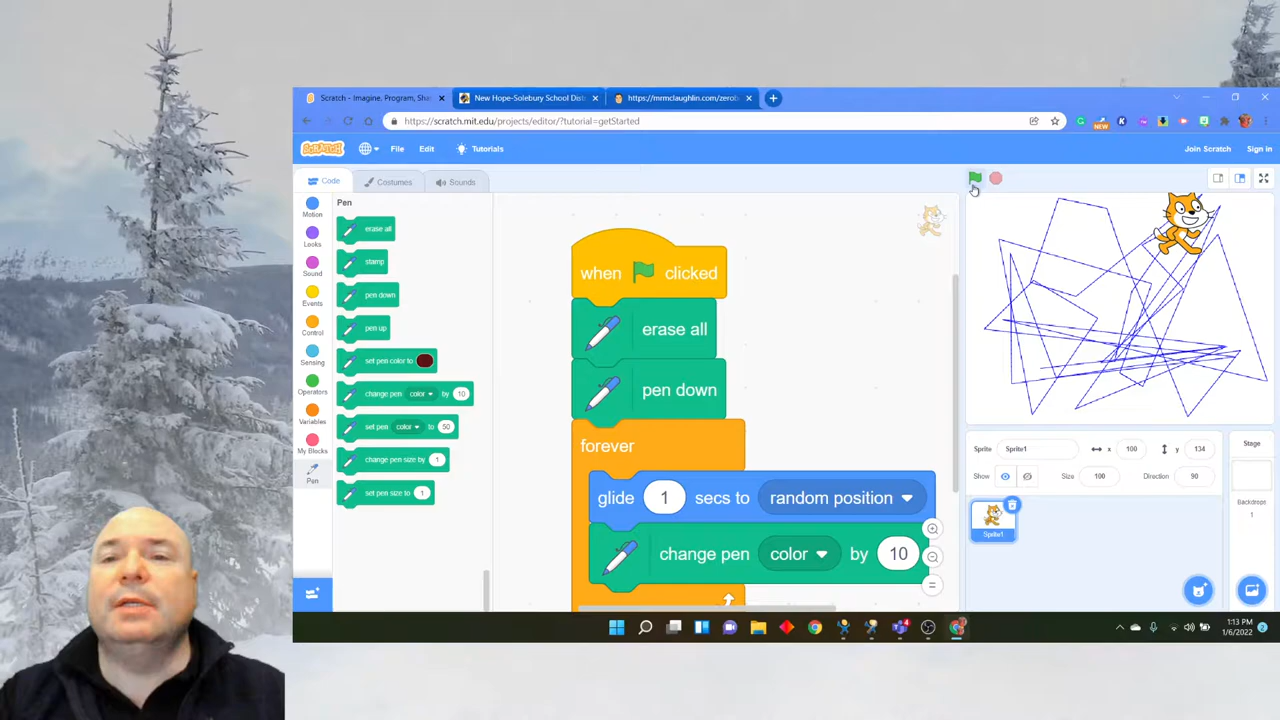 Scratch - Imagine, Program, Sha
New Hope-Solebury School Dist
https://mrmclaughlin.com/zerob
https://scratch.mit.edu/projects/editor/?tutorial=getStarted
NEW
SCRATCH
File
Edit
Tutorials
Join Scratch
Sign in
Code
Costumes
Sounds
Motion
Looks
Sound
Events
Control
Sensing
Operators
Variables
My Blocks
Pen
Pen
erase all
stamp
pen down
pen up
set pen color to
change pen color by 10
set pen color to 50
change pen size by 1
set pen size to 1
when clicked
erase all
pen down
forever
glide 1 secs to random position
change pen color by 10
Sprite
Sprite1
x 100
y 134
Show
Size 100
Direction 90
Sprite1
Stage
Backdrops
1
1:13 PM
1/6/2022